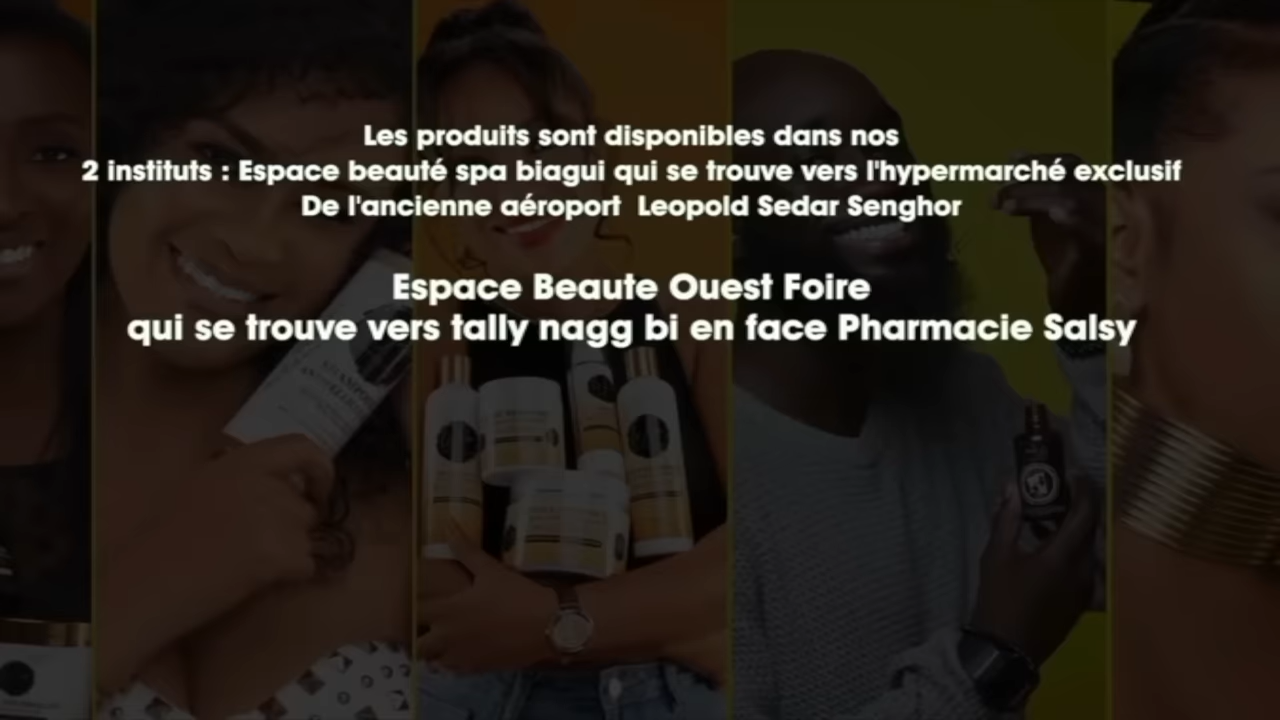 Les produits sont disponibles dans nos
2 instituts : Espace beauté spa biagui qui se trouve vers l'hypermarché exclusif
De l'ancienne aéroport Leopold Sedar Senghor
Espace Beaute Ouest Foire
qui se trouve vers tally nagg bi en face Pharmacie Salsy